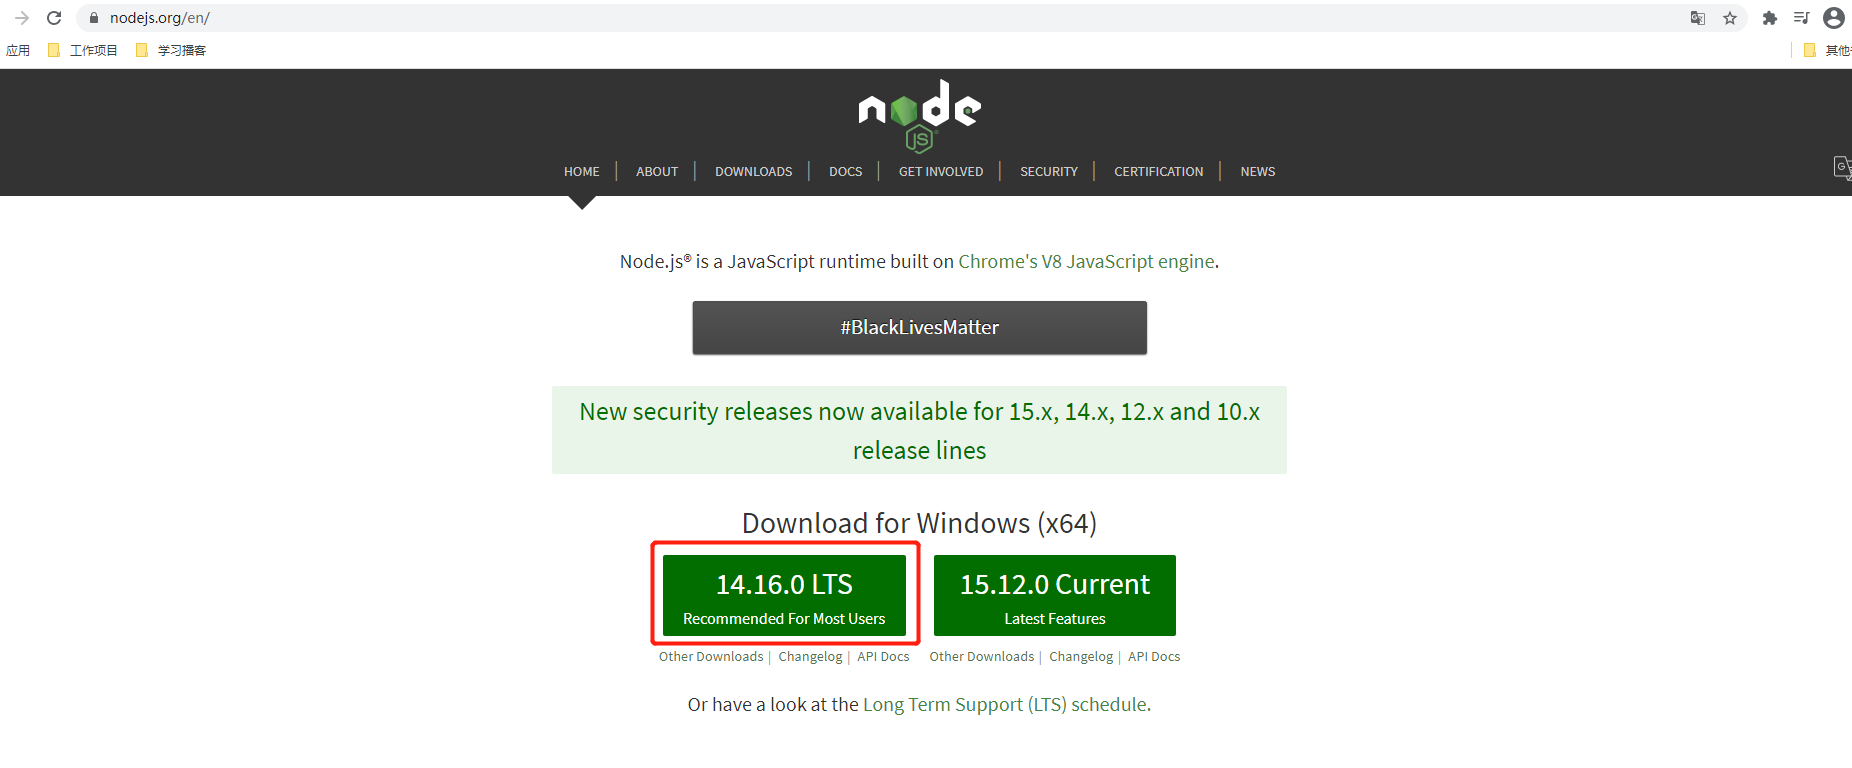 nodejs.org/en/
应用 工作项目 学习播客 其他
node
JS
HOME | ABOUT | DOWNLOADS | DOCS | GET INVOLVED | SECURITY | CERTIFICATION | NEWS
Node.js® is a JavaScript runtime built on Chrome's V8 JavaScript engine.
#BlackLivesMatter
New security releases now available for 15.x, 14.x, 12.x and 10.x
release lines
Download for Windows (x64)
14.16.0 LTS 15.12.0 Current
Recommended For Most Users Latest Features
Other Downloads | Changelog | API Docs Other Downloads | Changelog | API Docs
Or have a look at the Long Term Support (LTS) schedule.